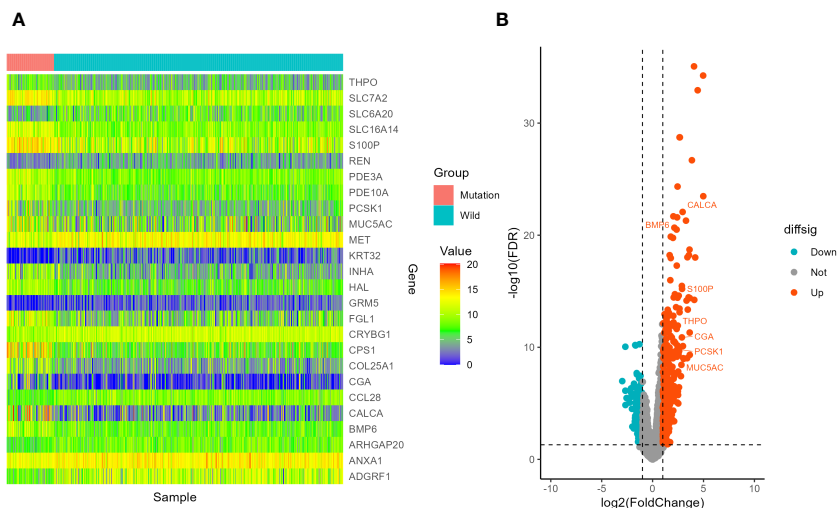 A
THPO
SLC7A2
SLC6A20
SLC16A14
S100P
REN
PDE3A
PDE10A
PCSK1
MUC5AC
MET
KRT32
INHA
HAL
GRM5
FGL1
CRYBG1
CPS1
COL25A1
CGA
CCL28
CALCA
BMP6
ARHGAP20
ANXA1
ADGRF1
Sample
Gene
Group
Mutation
Wild
Value
20
15
10
5
0
B
-log10(FDR)
30
20
10
0
CALCA
BMP6
S100P
THPO
CGA
PCSK1
MUC5AC
-10
-5
0
5
10
log2(FoldChange)
diffsig
Down
Not
Up